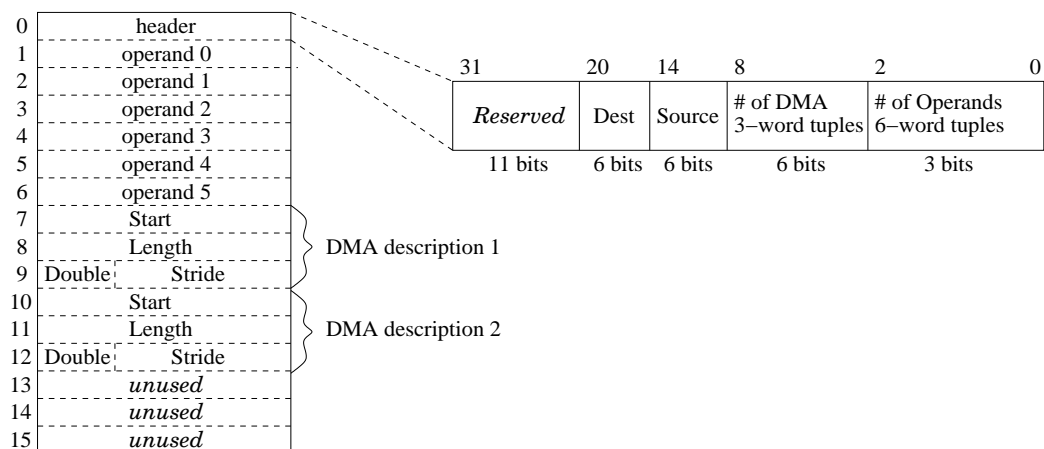 0 header
1 operand 0
2 operand 1
3 operand 2
4 operand 3
5 operand 4
6 operand 5
7 Start
8 Length
9 Double Stride
DMA description 1
10 Start
11 Length
12 Double Stride
DMA description 2
13 unused
14 unused
15 unused
31 20 14 8 2 0
Reserved Dest Source # of DMA 3−word tuples # of Operands 6−word tuples
11 bits 6 bits 6 bits 6 bits 3 bits